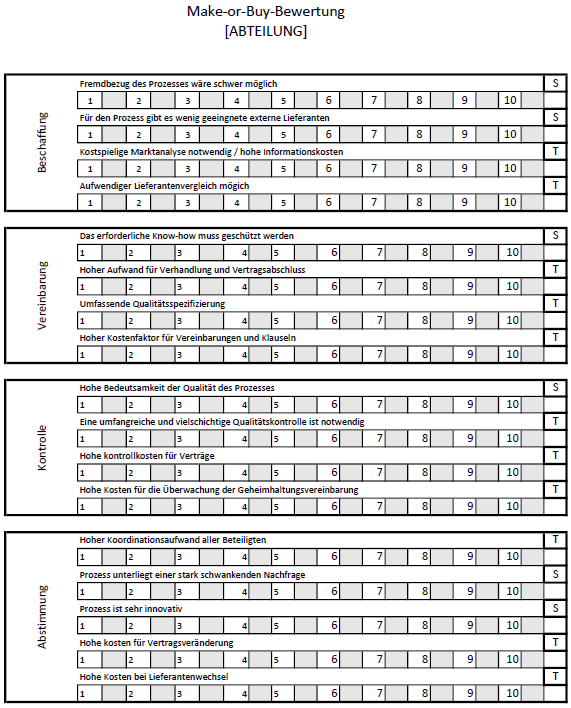 Make-or-Buy-Bewertung
[ABTEILUNG]
Beschaffung
Fremdbezug des Prozesses wäre schwer möglich S
1 2 3 4 5 6 7 8 9 10
Für den Prozess gibt es wenig geeingnete externe Lieferanten S
1 2 3 4 5 6 7 8 9 10
Kostspielige Marktanalyse notwendig / hohe Informationskosten T
1 2 3 4 5 6 7 8 9 10
Aufwendiger Lieferantenvergleich mögich T
1 2 3 4 5 6 7 8 9 10
Vereinbarung
Das erforderliche Know-how muss geschützt werden S
1 2 3 4 5 6 7 8 9 10
Hoher Aufwand für Verhandlung und Vertragsabschluss T
1 2 3 4 5 6 7 8 9 10
Umfassende Qualitätsspezifizierung T
1 2 3 4 5 6 7 8 9 10
Hoher Kostenfaktor für Vereinbarungen und Klauseln T
1 2 3 4 5 6 7 8 9 10
Kontrolle
Hohe Bedeutsamkeit der Qualität des Prozesses S
1 2 3 4 5 6 7 8 9 10
Eine umfangreiche und vielschichtige Qualitätskontrolle ist notwendig T
1 2 3 4 5 6 7 8 9 10
Hohe kontrollkosten für Verträge T
1 2 3 4 5 6 7 8 9 10
Hohe Kosten für die Überwachung der Geheimhaltungsvereinbarung T
1 2 3 4 5 6 7 8 9 10
Abstimmung
Hoher Koordinationsaufwand aller Beteiligten T
1 2 3 4 5 6 7 8 9 10
Prozess unterliegt einer stark schwankenden Nachfrage S
1 2 3 4 5 6 7 8 9 10
Prozess ist sehr innovativ S
1 2 3 4 5 6 7 8 9 10
Hohe kosten für Vertragsveränderung T
1 2 3 4 5 6 7 8 9 10
Hohe Kosten bei Lieferantenwechsel T
1 2 3 4 5 6 7 8 9 10